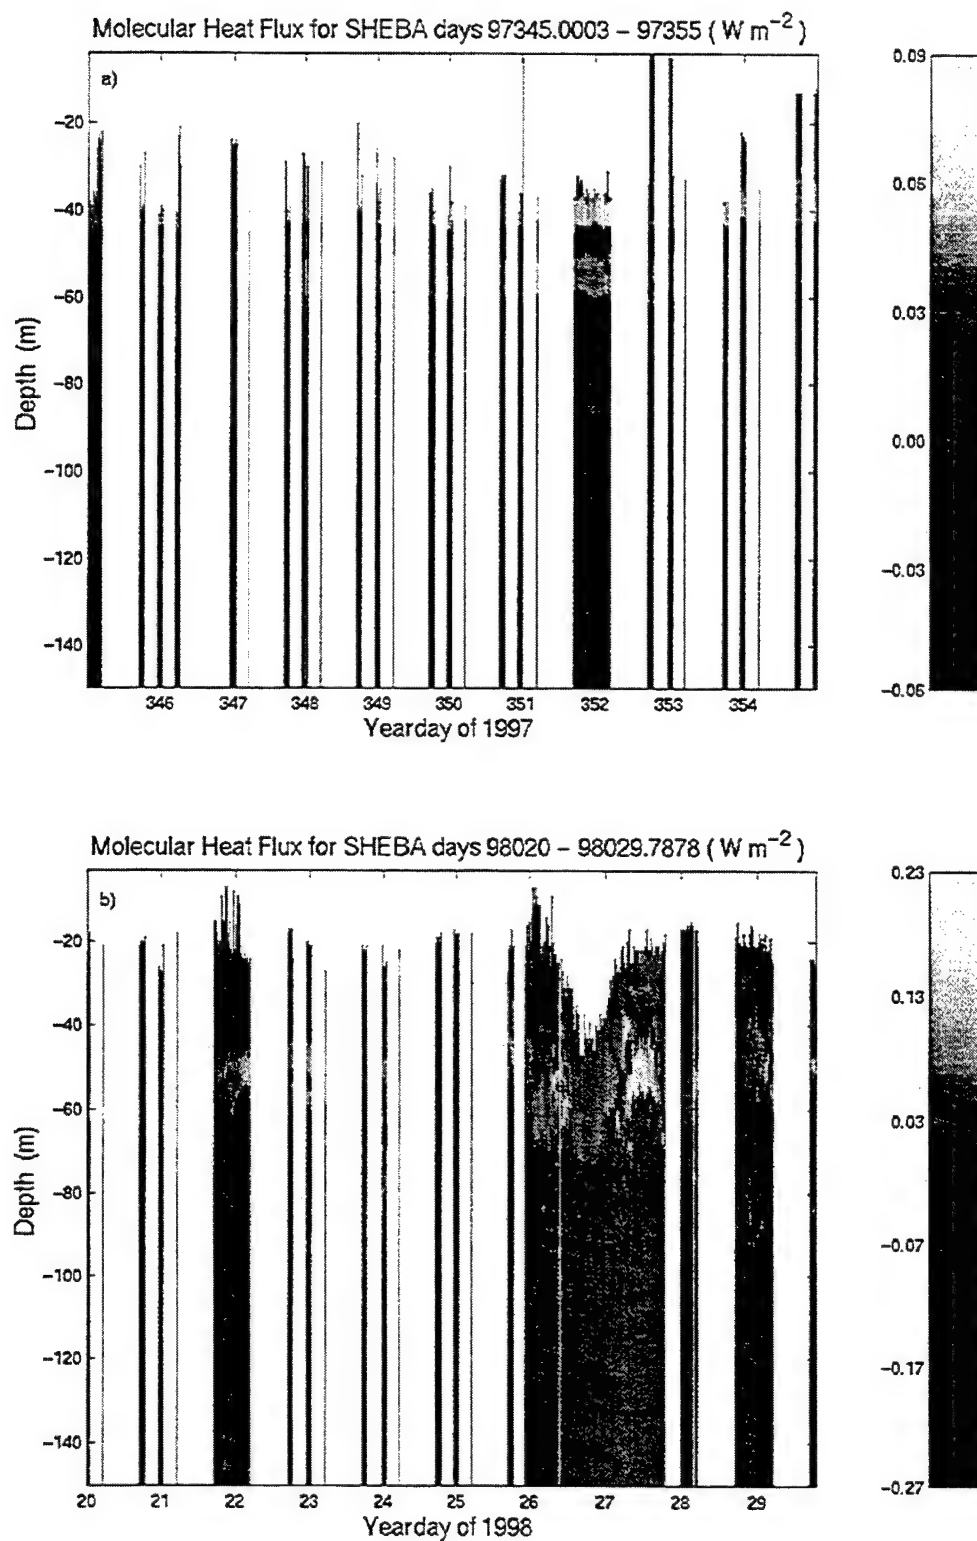 Molecular Heat Flux for SHEBA days 97345.0003 – 97355 ( W m⁻² )
a)
0.09
0.05
0.03
0.00
−0.03
−0.06
−20
−40
−60
−80
−100
−120
−140
Depth (m)
346 347 348 349 350 351 352 353 354
Yearday of 1997
Molecular Heat Flux for SHEBA days 98020 – 98029.7878 ( W m⁻² )
b)
0.23
0.13
0.03
−0.07
−0.17
−0.27
−20
−40
−60
−80
−100
−120
−140
Depth (m)
20 21 22 23 24 25 26 27 28 29
Yearday of 1998